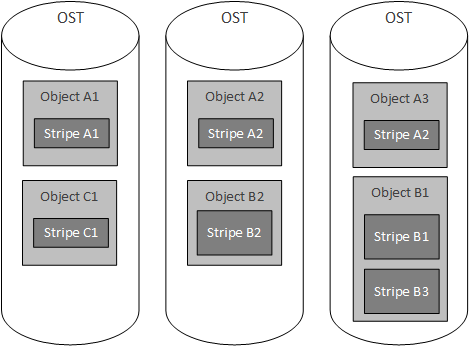 OST
Object A1
Stripe A1
Object C1
Stripe C1
OST
Object A2
Stripe A2
Object B2
Stripe B2
OST
Object A3
Stripe A2
Object B1
Stripe B1
Stripe B3